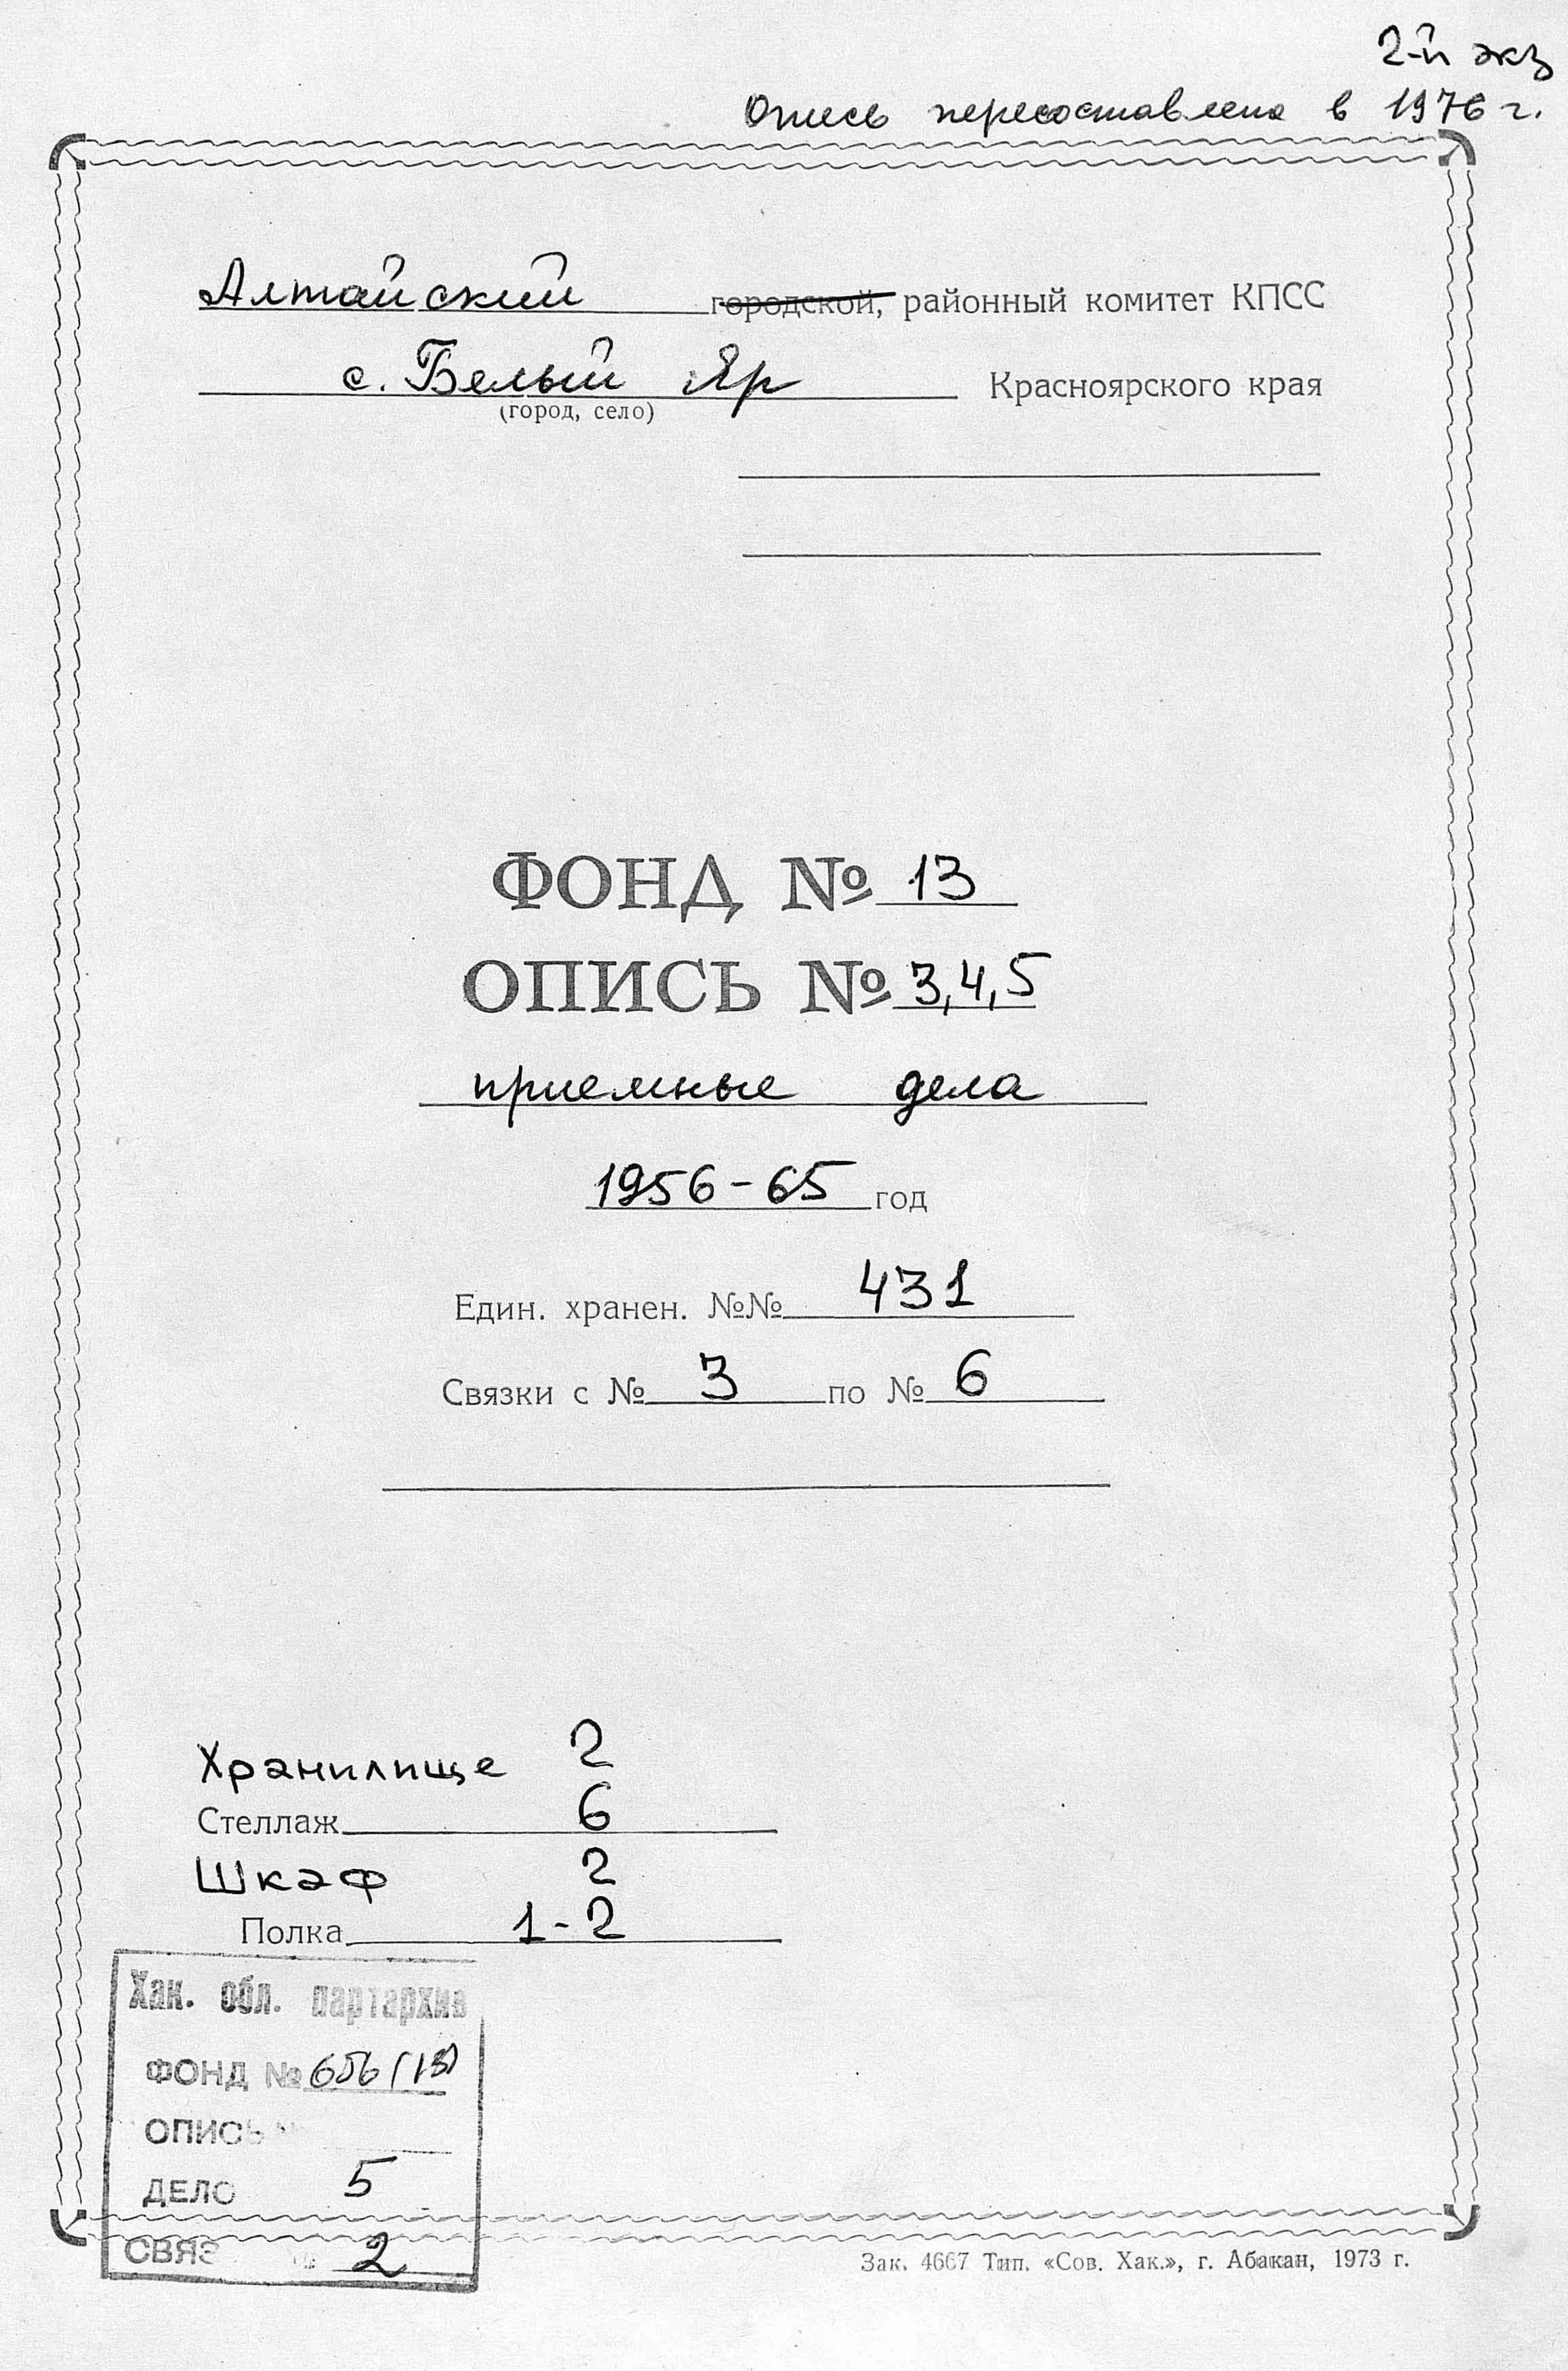 2-й экз
Опись пересоставлена в 1976 г.
Алтайский городской, районный комитет КПСС
с. Белый Яр Красноярского края
(город, село)
ФОНД № 13
ОПИСЬ № 3,4,5
приемные дела
1956-65 год
Един. хранен. №№ 431
Связки с № 3 по № 6
Хранилище 2
Стеллаж 6
Шкаф 2
Полка 1-2
Хак. обл. партархив
ФОНД № 656 (13)
ОПИСЬ
ДЕЛО 5
СВЯЗ № 2
Зак. 4667 Тип. «Сов. Хак.», г. Абакан, 1973 г.